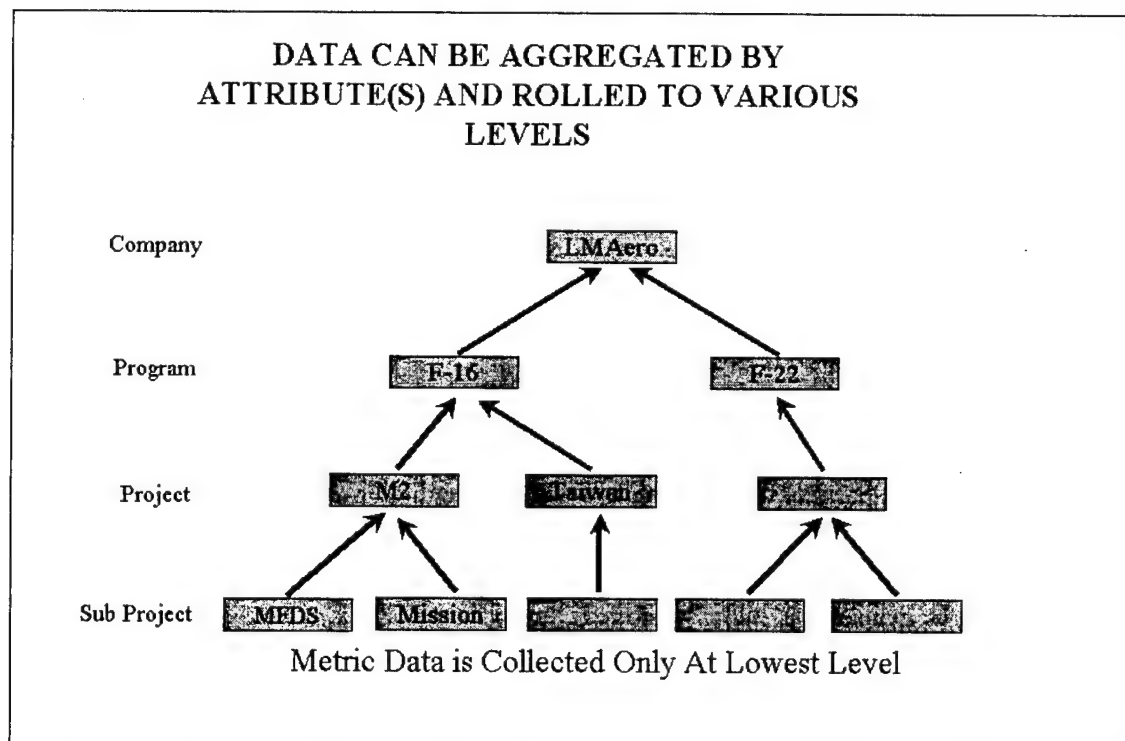 DATA CAN BE AGGREGATED BY
ATTRIBUTE(S) AND ROLLED TO VARIOUS
LEVELS
Company
LMAero
Program
F-16
F-22
Project
M2
Taiwan
Sub Project
MFDS
Mission
Metric Data is Collected Only At Lowest Level